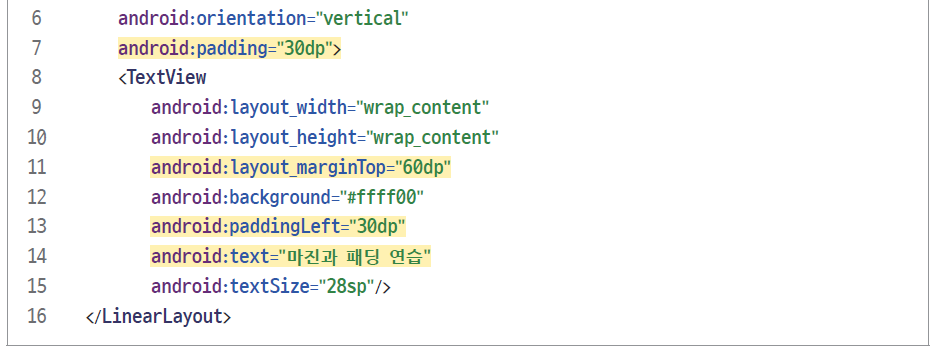 6 android:orientation="vertical"
7 android:padding="30dp">
8 <TextView
9 android:layout_width="wrap_content"
10 android:layout_height="wrap_content"
11 android:layout_marginTop="60dp"
12 android:background="#ffff00"
13 android:paddingLeft="30dp"
14 android:text="마진과 패딩 연습"
15 android:textSize="28sp"/>
16 </LinearLayout>